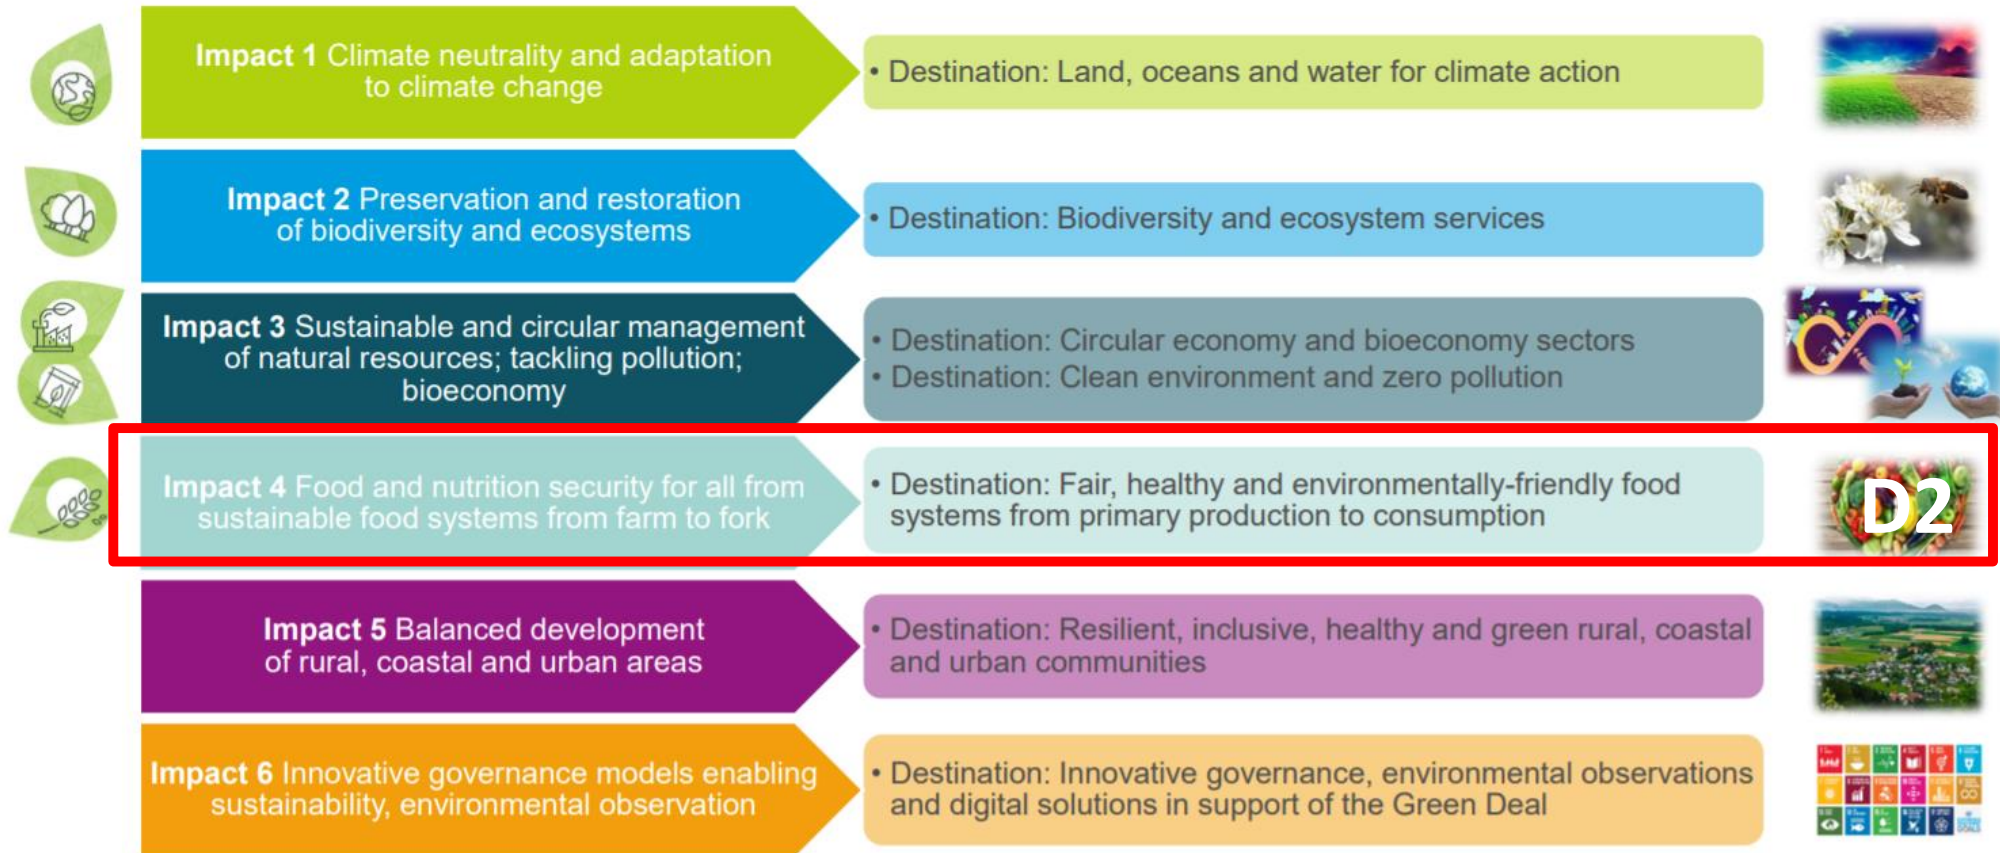 Impact 1 Climate neutrality and adaptation
to climate change
• Destination: Land, oceans and water for climate action
Impact 2 Preservation and restoration
of biodiversity and ecosystems
• Destination: Biodiversity and ecosystem services
Impact 3 Sustainable and circular management
of natural resources; tackling pollution;
bioeconomy
• Destination: Circular economy and bioeconomy sectors
• Destination: Clean environment and zero pollution
Impact 4 Food and nutrition security for all from
sustainable food systems from farm to fork
• Destination: Fair, healthy and environmentally-friendly food
systems from primary production to consumption
D2
Impact 5 Balanced development
of rural, coastal and urban areas
• Destination: Resilient, inclusive, healthy and green rural, coastal
and urban communities
Impact 6 Innovative governance models enabling
sustainability, environmental observation
• Destination: Innovative governance, environmental observations
and digital solutions in support of the Green Deal